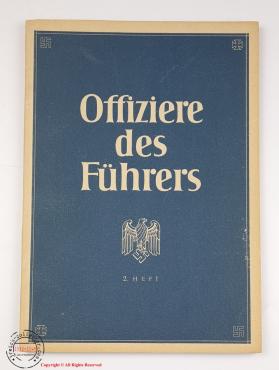 Offiziere
des
Führers
2. HEFT
Copyright © All Rights Reserved